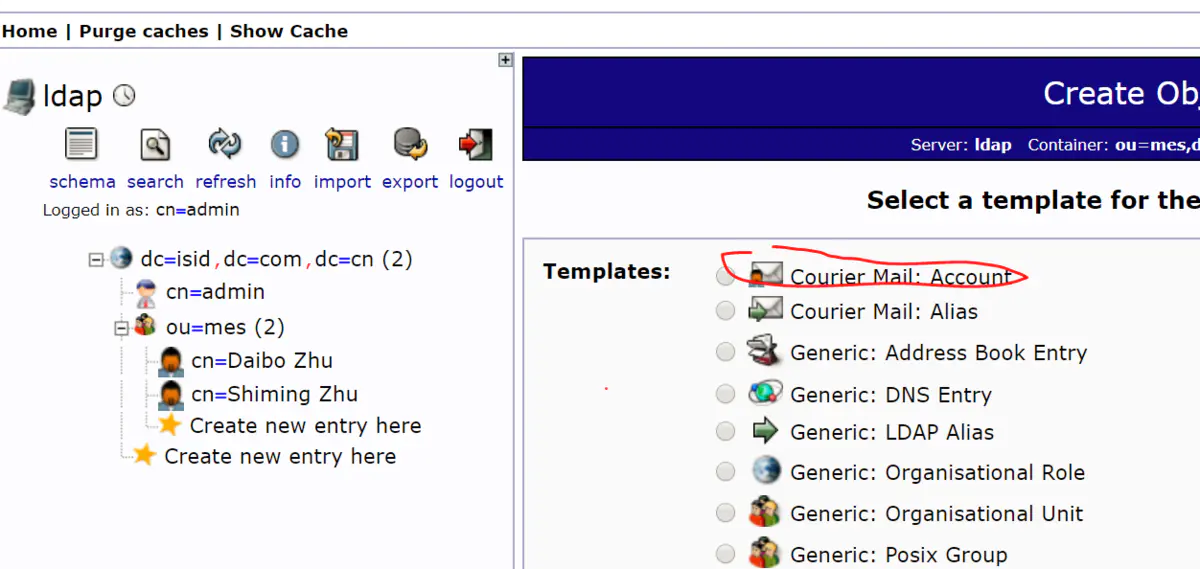 Home | Purge caches | Show Cache
ldap
schema search refresh info import export logout
Logged in as: cn=admin
dc=isid,dc=com,dc=cn (2)
cn=admin
ou=mes (2)
cn=Daibo Zhu
cn=Shiming Zhu
Create new entry here
Create new entry here
Create Ob
Server: ldap Container: ou=mes,d
Select a template for the
Templates:
Courier Mail: Account
Courier Mail: Alias
Generic: Address Book Entry
Generic: DNS Entry
Generic: LDAP Alias
Generic: Organisational Role
Generic: Organisational Unit
Generic: Posix Group